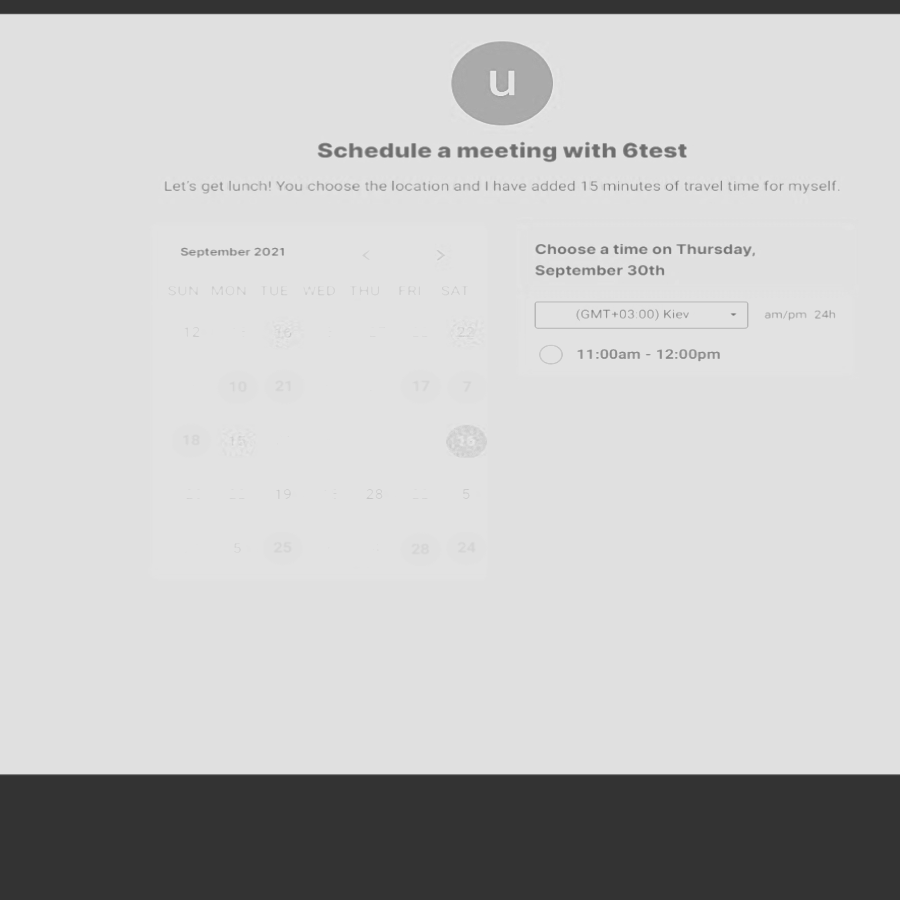 u
Schedule a meeting with 6test
Let's get lunch! You choose the location and I have added 15 minutes of travel time for myself.
September 2021 < >
SUN MON TUE WED THU FRI SAT
12
10 21 17 7
18 15
19 28 5
5 25 28 24
Choose a time on Thursday,
September 30th
(GMT+03:00) Kiev am/pm 24h
11:00am - 12:00pm